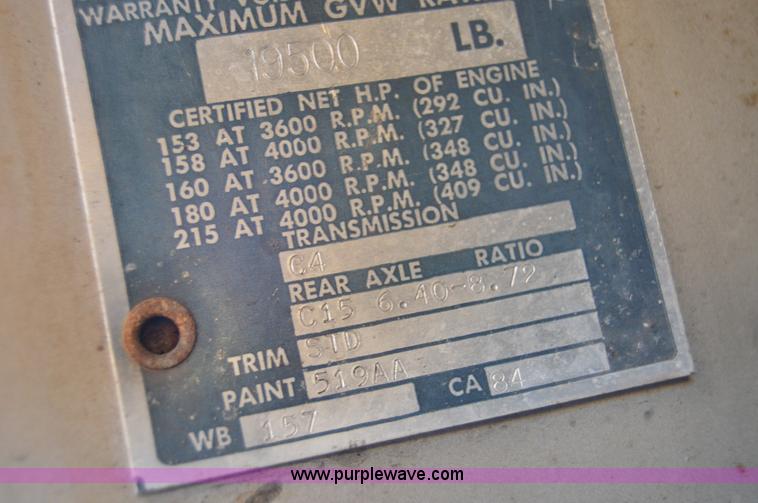 WARRANTY
MAXIMUM GVW
19500 LB.
CERTIFIED NET H.P. OF ENGINE
153 AT 3600 R.P.M. (292 CU. IN.)
158 AT 4000 R.P.M. (327 CU. IN.)
160 AT 3600 R.P.M. (348 CU. IN.)
180 AT 4000 R.P.M. (348 CU. IN.)
215 AT 4000 R.P.M. (409 CU. IN.)
TRANSMISSION
C4
REAR AXLE RATIO
C15 6.40-8.72
TRIM STD
PAINT 519AA
WB 157 CA 84
www.purplewave.com